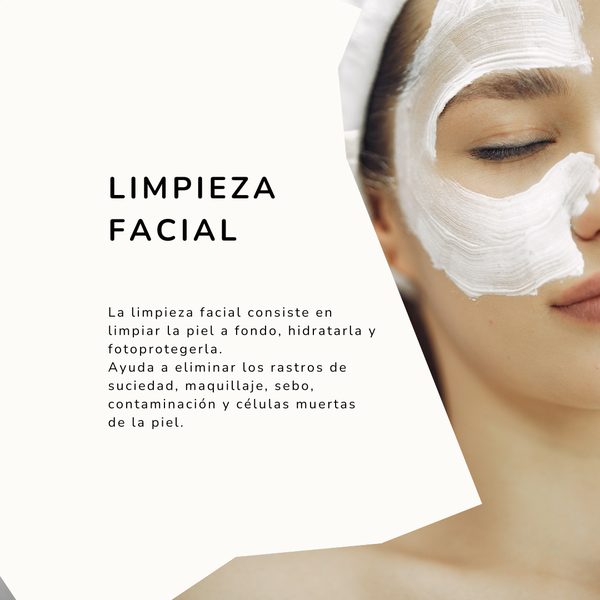 LIMPIEZA
FACIAL
La limpieza facial consiste en
limpiar la piel a fondo, hidratarla y
fotoprotegerla.
Ayuda a eliminar los rastros de
suciedad, maquillaje, sebo,
contaminación y células muertas
de la piel.